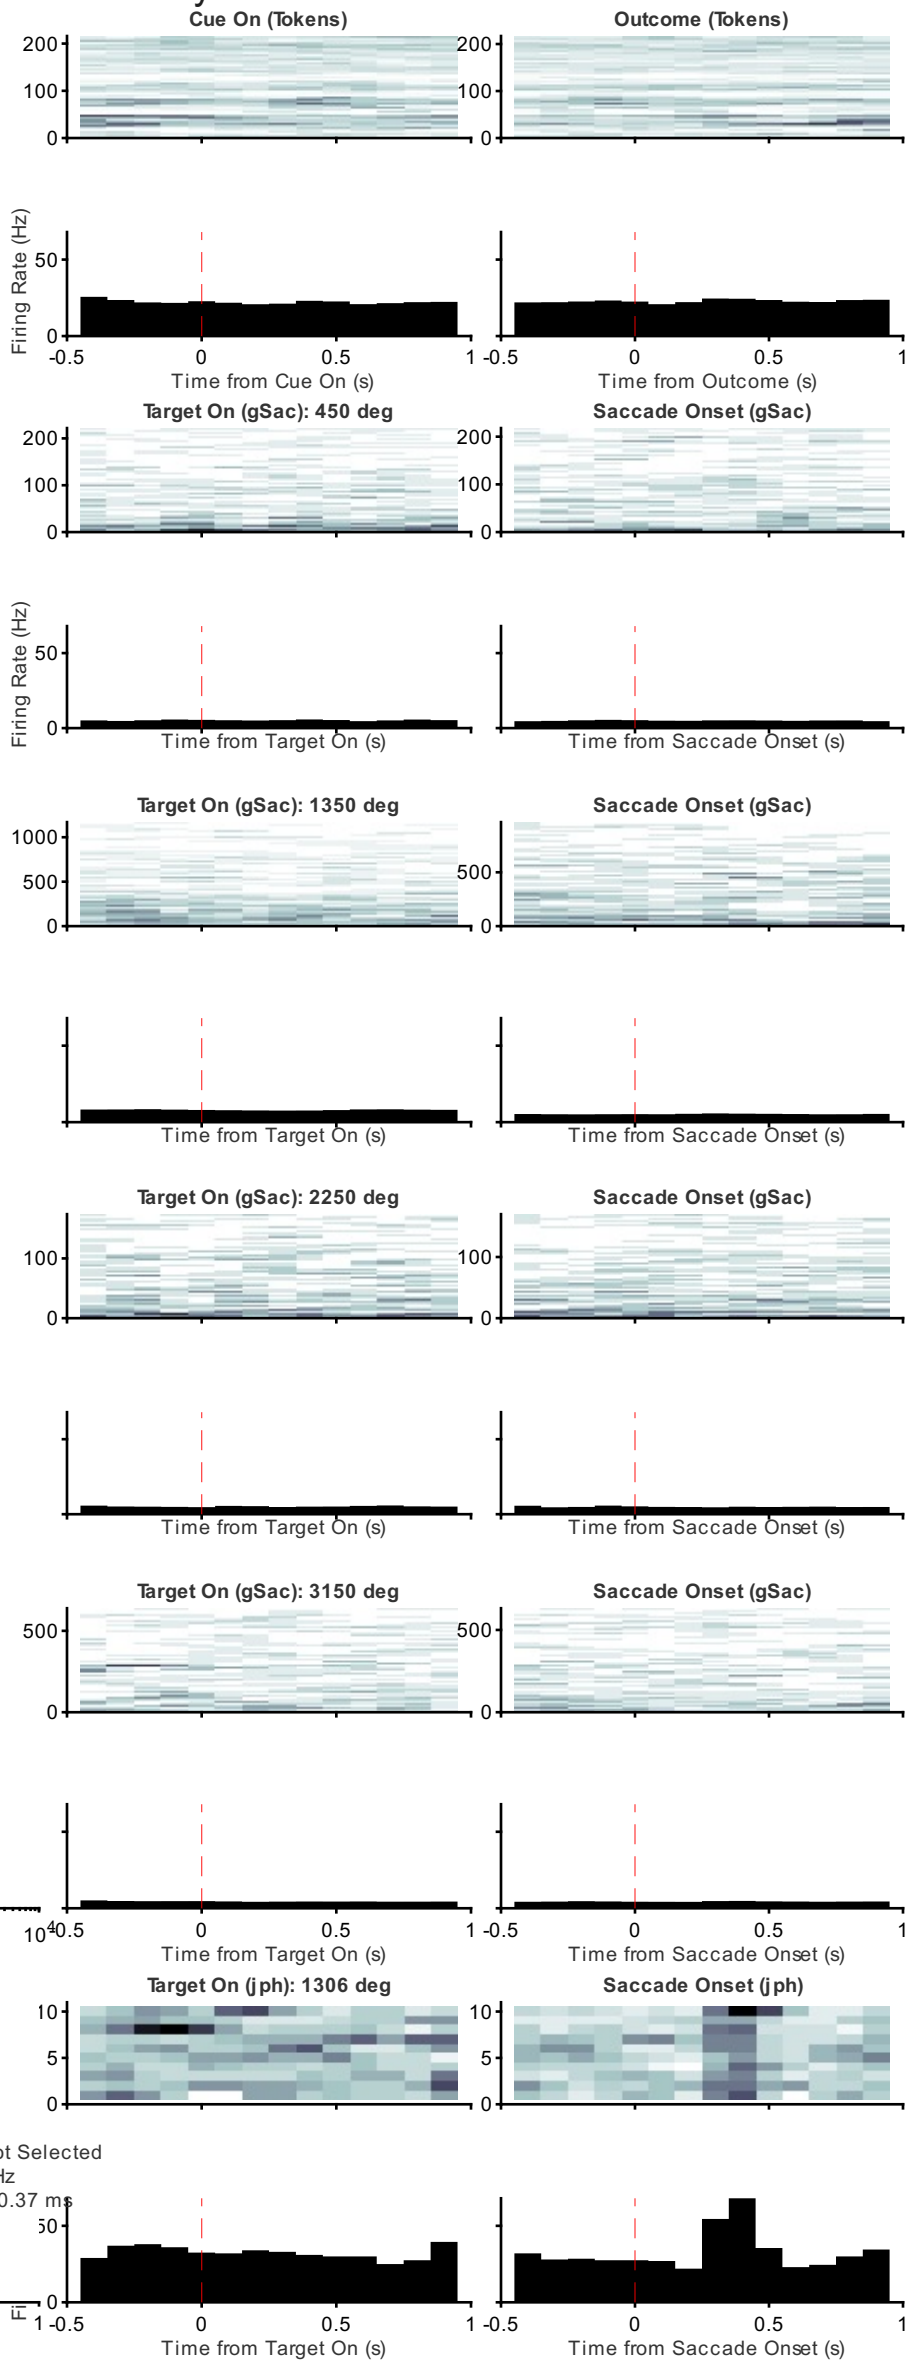 y
Cue On (Tokens) Outcome (Tokens)
200 200
100 100
0 0
Firing Rate (Hz)
50
0
-0.5 0 0.5 1 -0.5 0 0.5 1
Time from Cue On (s) Time from Outcome (s)
Target On (gSac): 450 deg Saccade Onset (gSac)
200 200
100 100
0 0
Firing Rate (Hz)
50
0
Time from Target On (s) Time from Saccade Onset (s)
Target On (gSac): 1350 deg Saccade Onset (gSac)
1000
500 500
0 0
Time from Target On (s) Time from Saccade Onset (s)
Target On (gSac): 2250 deg Saccade Onset (gSac)
100 100
0 0
Time from Target On (s) Time from Saccade Onset (s)
Target On (gSac): 3150 deg Saccade Onset (gSac)
500 500
0 0
10⁴ -0.5 0 0.5 1 -0.5 0 0.5 1
Time from Target On (s) Time from Saccade Onset (s)
Target On (jph): 1306 deg Saccade Onset (jph)
10 10
5 5
0 0
ot Selected
Hz
0.37 ms
50
Fi 0
1 -0.5 0 0.5 1 -0.5 0 0.5 1
Time from Target On (s) Time from Saccade Onset (s)